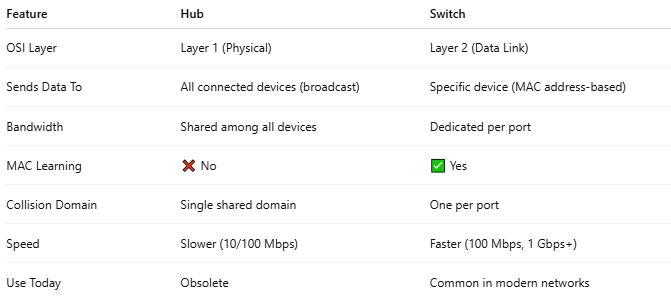 Feature Hub Switch
OSI Layer Layer 1 (Physical) Layer 2 (Data Link)
Sends Data To All connected devices (broadcast) Specific device (MAC address-based)
Bandwidth Shared among all devices Dedicated per port
MAC Learning ❌ No ✅ Yes
Collision Domain Single shared domain One per port
Speed Slower (10/100 Mbps) Faster (100 Mbps, 1 Gbps+)
Use Today Obsolete Common in modern networks